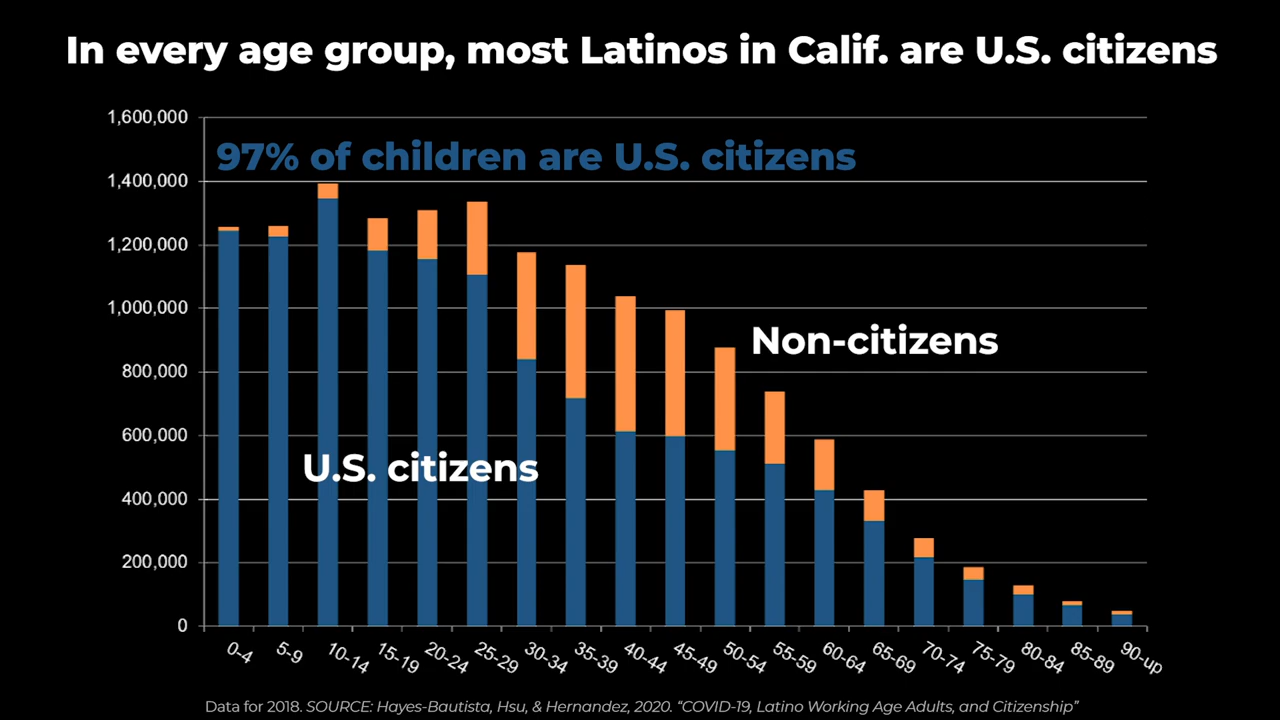 In every age group, most Latinos in Calif. are U.S. citizens
1,600,000
97% of children are U.S. citizens
1,400,000
1,200,000
1,000,000
Non-citizens
800,000
600,000
U.S. citizens
400,000
200,000
0
0-4 5-9 10-14 15-19 20-24 25-29 30-34 35-39 40-44 45-49 50-54 55-59 60-64 65-69 70-74 75-79 80-84 85-89 90-up
Data for 2018. SOURCE: Hayes-Bautista, Hsu, & Hernandez, 2020. “COVID-19, Latino Working Age Adults, and Citizenship”